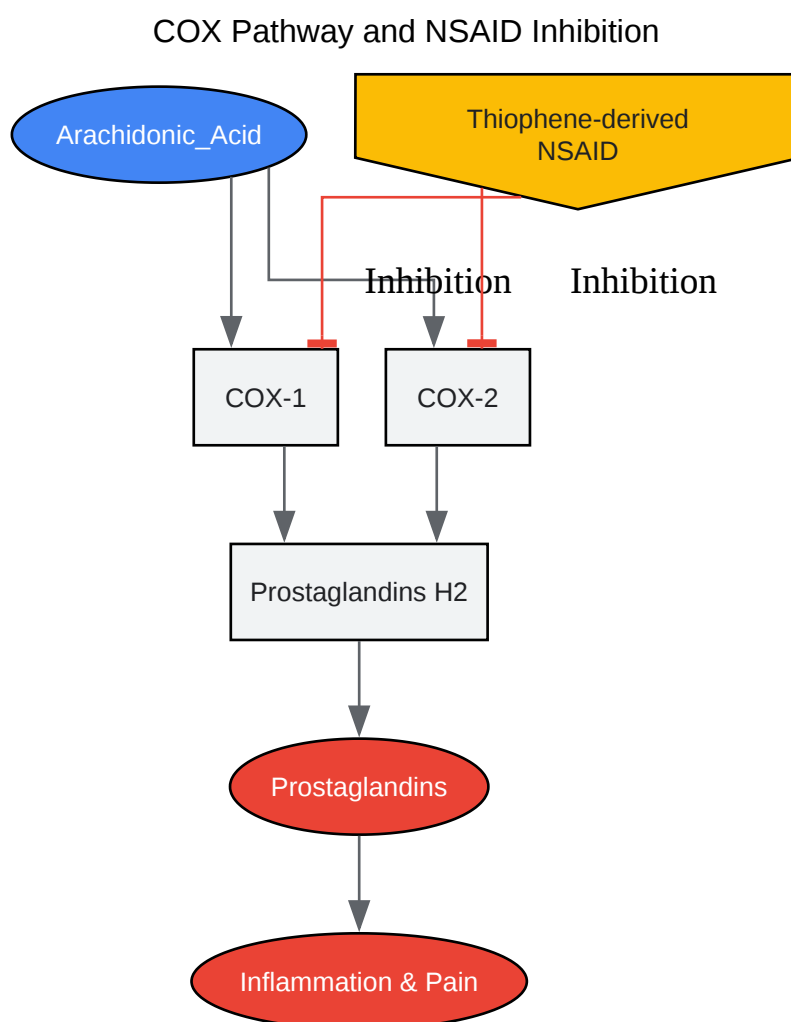 COX Pathway and NSAID Inhibition
Arachidonic_Acid
Thiophene-derived
NSAID
Inhibition
Inhibition
COX-1
COX-2
Prostaglandins H2
Prostaglandins
Inflammation & Pain